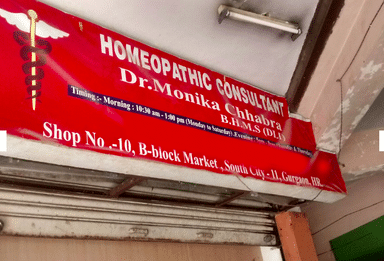 HOMEOPATHIC CONSULTANT
Dr.Monika Chhabra
B.H.M.S (DL)
Timing :- Morning : 10:30 am - 1:00 pm (Monday to Saturday)
Shop No .-10, B-block Market , South City - II, Gurgaon, HR.